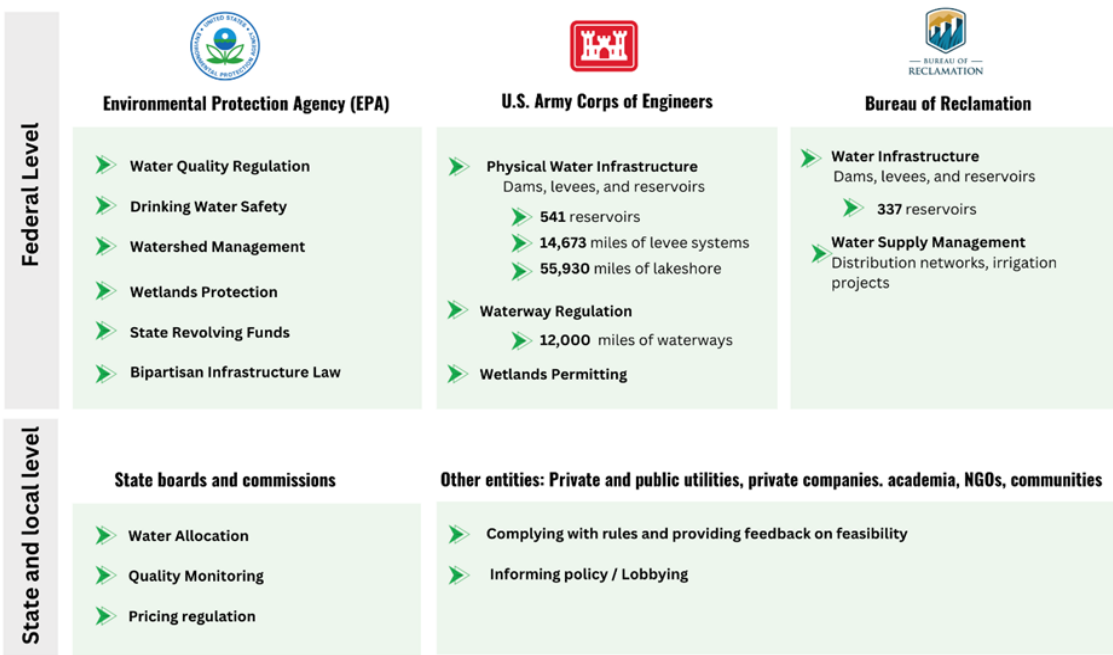 Federal Level
UNITED STATES
ENVIRONMENTAL PROTECTION AGENCY
Environmental Protection Agency (EPA)
Water Quality Regulation
Drinking Water Safety
Watershed Management
Wetlands Protection
State Revolving Funds
Bipartisan Infrastructure Law
U.S. Army Corps of Engineers
Physical Water Infrastructure
Dams, levees, and reservoirs
541 reservoirs
14,673 miles of levee systems
55,930 miles of lakeshore
Waterway Regulation
12,000 miles of waterways
Wetlands Permitting
BUREAU OF
RECLAMATION
Bureau of Reclamation
Water Infrastructure
Dams, levees, and reservoirs
337 reservoirs
Water Supply Management
Distribution networks, irrigation
projects
State and local level
State boards and commissions
Water Allocation
Quality Monitoring
Pricing regulation
Other entities: Private and public utilities, private companies. academia, NGOs, communities
Complying with rules and providing feedback on feasibility
Informing policy / Lobbying